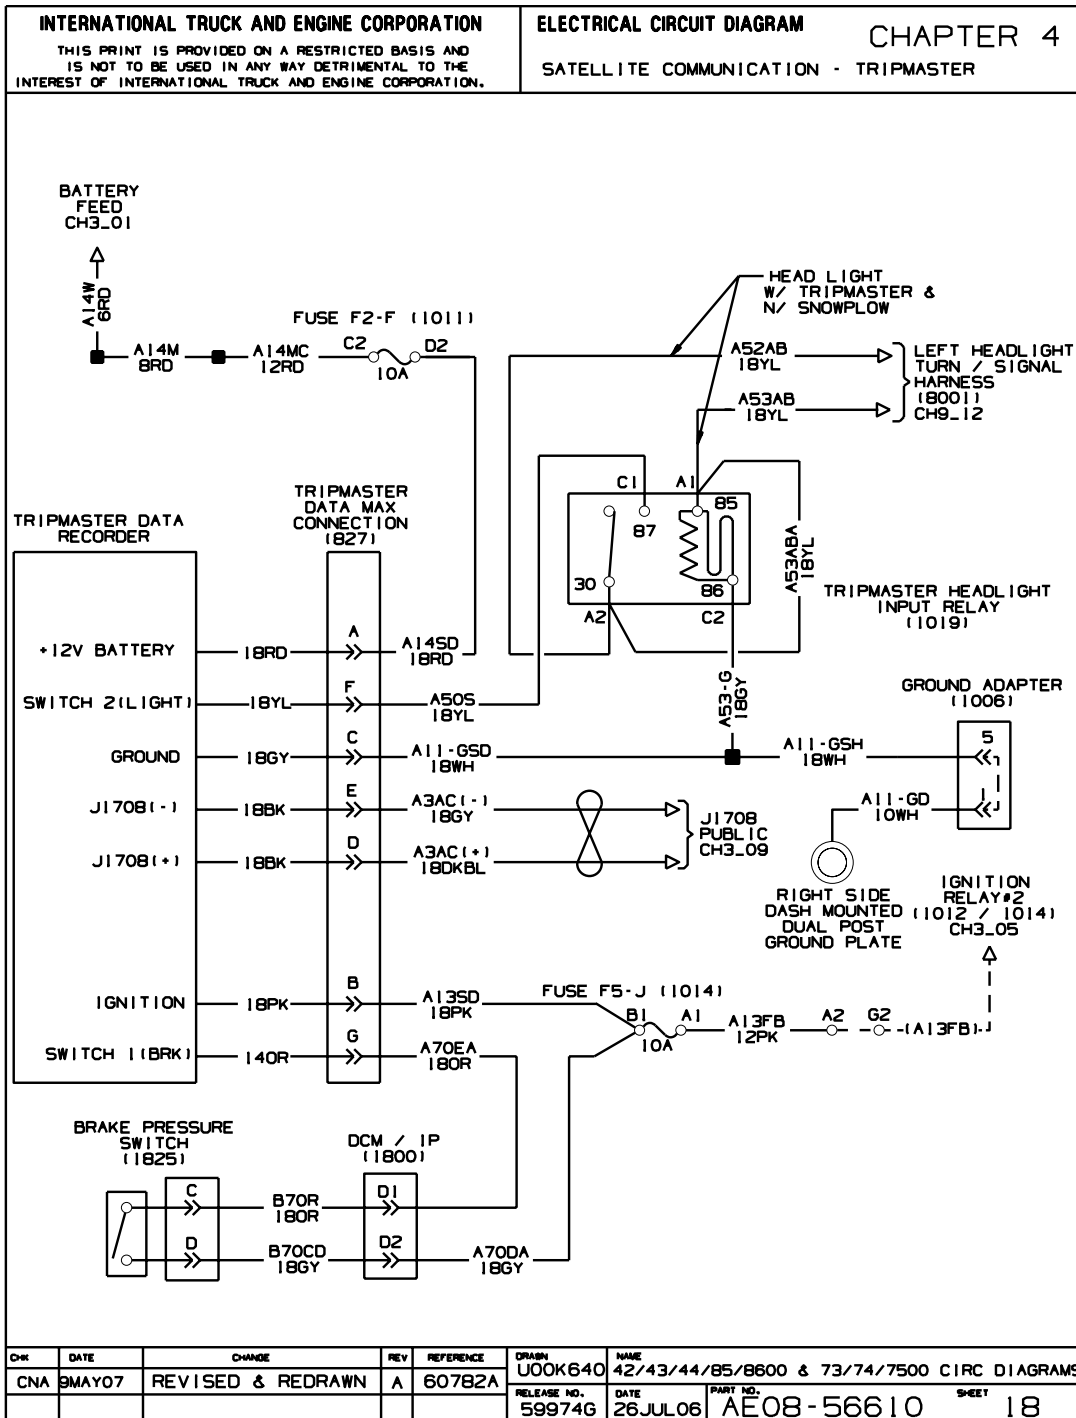 INTERNATIONAL TRUCK AND ENGINE CORPORATION
THIS PRINT IS PROVIDED ON A RESTRICTED BASIS AND
IS NOT TO BE USED IN ANY WAY DETRIMENTAL TO THE
INTEREST OF INTERNATIONAL TRUCK AND ENGINE CORPORATION.
ELECTRICAL CIRCUIT DIAGRAM
CHAPTER 4
SATELLITE COMMUNICATION - TRIPMASTER
BATTERY
FEED
CH3_01
A14W
6RD
A14M
8RD
A14MC
12RD
FUSE F2-F (1011)
C2
D2
10A
HEAD LIGHT
W/ TRIPMASTER &
N/ SNOWPLOW
A52AB
18YL
A53AB
18YL
LEFT HEADLIGHT
TURN / SIGNAL
HARNESS
(8001)
CH9_12
C1
A1
87
85
30
86
A2
C2
A53ABA
18YL
TRIPMASTER HEADLIGHT
INPUT RELAY
(1019)
A53-G
18GY
TRIPMASTER DATA
RECORDER
TRIPMASTER
DATA MAX
CONNECTION
(827)
+12V BATTERY
18RD
A
A14SD
18RD
SWITCH 2(LIGHT)
18YL
F
A50S
18YL
GROUND
18GY
C
A11-GSD
18WH
A11-GSH
18WH
GROUND ADAPTER
(1006)
5
1
A11-GD
10WH
RIGHT SIDE
DASH MOUNTED
DUAL POST
GROUND PLATE
J1708(-)
18BK
E
A3AC(-)
18GY
J1708(+)
18BK
D
A3AC(+)
18DKBL
J1708
PUBLIC
CH3_09
IGNITION
RELAY#2
(1012 / 1014)
CH3_05
IGNITION
18PK
B
A13SD
18PK
FUSE F5-J (1014)
B1
A1
10A
A13FB
12PK
A2
G2
(A13FB)
SWITCH 1(BRK)
14OR
G
A70EA
18OR
BRAKE PRESSURE
SWITCH
(1825)
DCM / IP
(1800)
C
B70R
18OR
D1
D
B70CD
18GY
D2
A70DA
18GY
CHK
DATE
CHANGE
REV
REFERENCE
CNA
9MAY07
REVISED & REDRAWN
A
60782A
DRAWN
U00K640
NAME
42/43/44/85/8600 & 73/74/7500 CIRC DIAGRAMS
RELEASE NO.
59974G
DATE
26JUL06
PART NO.
AE08-56610
SHEET
18